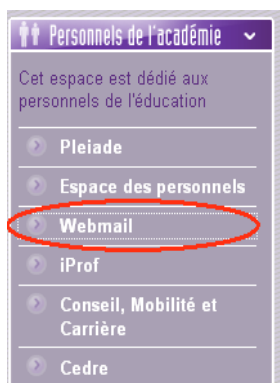 Personnels de l'académie
Cet espace est dédié aux
personnels de l'éducation
Pleiade
Espace des personnels
Webmail
iProf
Conseil, Mobilité et
Carrière
Cedre